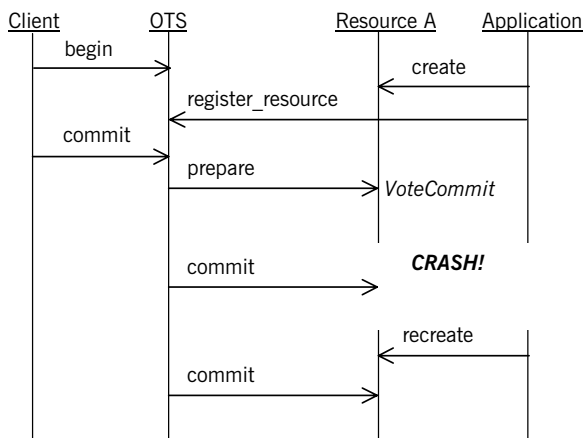 Client OTS Resource A Application
begin
create
register_resource
commit
prepare
VoteCommit
CRASH!
commit
recreate
commit